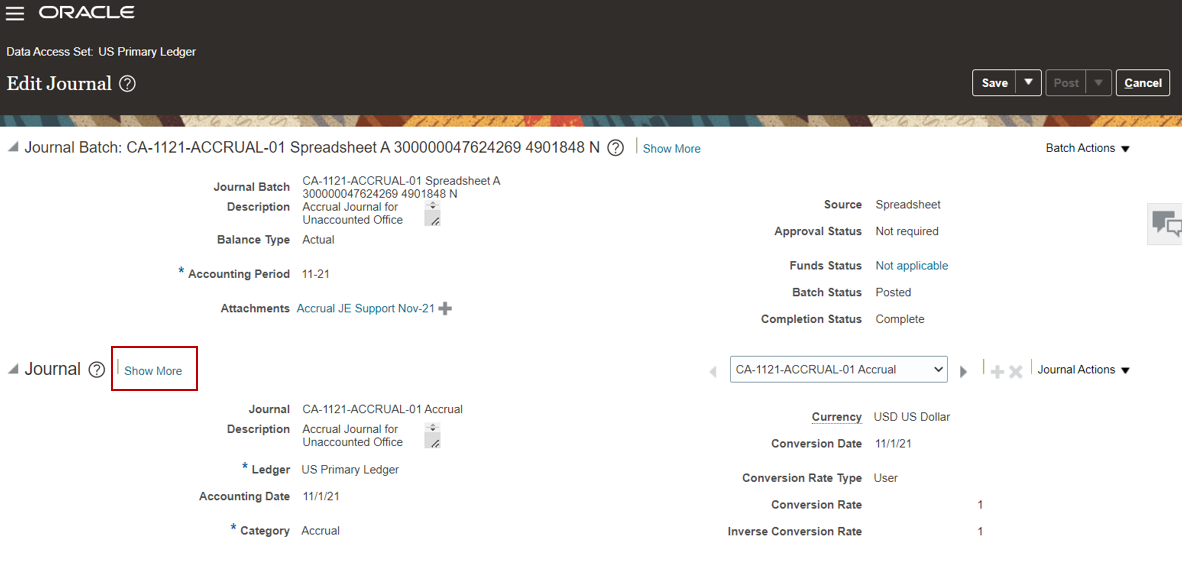 ORACLE
Data Access Set: US Primary Ledger
Edit Journal ?
Save Post Cancel
Journal Batch: CA-1121-ACCRUAL-01 Spreadsheet A 300000047624269 4901848 N ? Show More
Batch Actions
Journal Batch CA-1121-ACCRUAL-01 Spreadsheet A
300000047624269 4901848 N
Description Accrual Journal for
Unaccounted Office
Balance Type Actual
* Accounting Period 11-21
Attachments Accrual JE Support Nov-21
Source Spreadsheet
Approval Status Not required
Funds Status Not applicable
Batch Status Posted
Completion Status Complete
Journal ? Show More
CA-1121-ACCRUAL-01 Accrual
Journal Actions
Journal CA-1121-ACCRUAL-01 Accrual
Description Accrual Journal for
Unaccounted Office
* Ledger US Primary Ledger
Accounting Date 11/1/21
* Category Accrual
Currency USD US Dollar
Conversion Date 11/1/21
Conversion Rate Type User
Conversion Rate 1
Inverse Conversion Rate 1